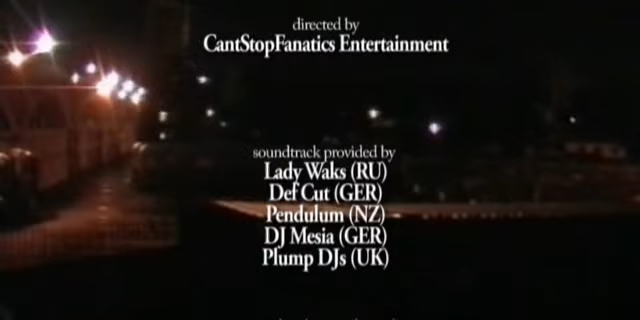 directed by
CantStopFanatics Entertainment
soundtrack provided by
Lady Waks (RU)
Def Cut (GER)
Pendulum (NZ)
DJ Mesia (GER)
Plump DJs (UK)